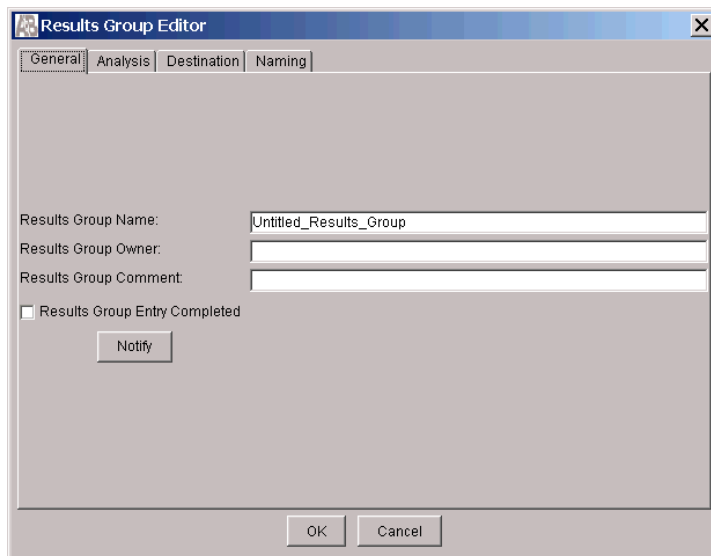 Results Group Editor
General Analysis Destination Naming
Results Group Name: Untitled_Results_Group
Results Group Owner:
Results Group Comment:
Results Group Entry Completed
Notify
OK Cancel